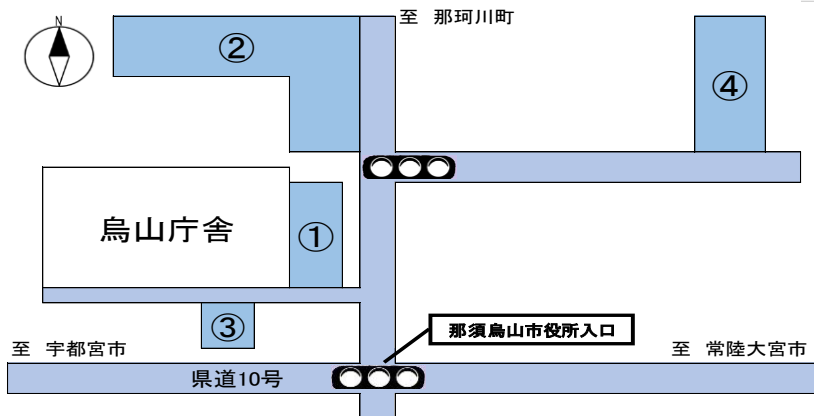 N
至 那珂川町
②
④
烏山庁舎
①
③
那須烏山市役所入口
至 宇都宮市
至 常陸大宮市
県道10号